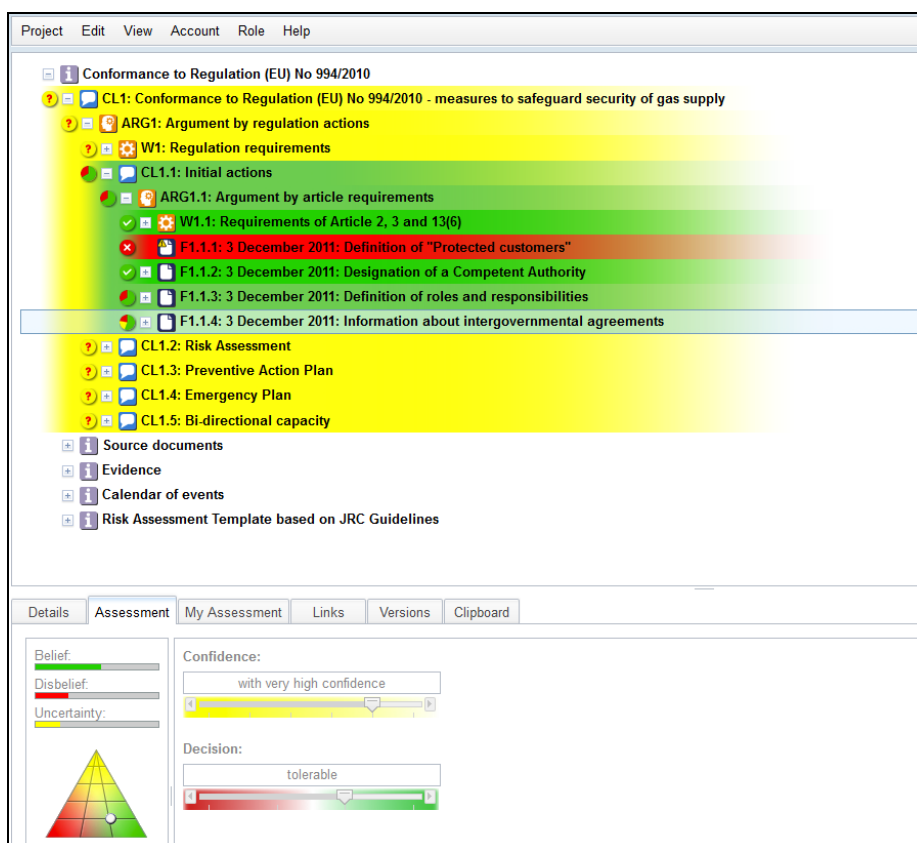 Project Edit View Account Role Help
Conformance to Regulation (EU) No 994/2010
CL1: Conformance to Regulation (EU) No 994/2010 - measures to safeguard security of gas supply
ARG1: Argument by regulation actions
W1: Regulation requirements
CL1.1: Initial actions
ARG1.1: Argument by article requirements
W1.1: Requirements of Article 2, 3 and 13(6)
F1.1.1: 3 December 2011: Definition of "Protected customers"
F1.1.2: 3 December 2011: Designation of a Competent Authority
F1.1.3: 3 December 2011: Definition of roles and responsibilities
F1.1.4: 3 December 2011: Information about intergovernmental agreements
CL1.2: Risk Assessment
CL1.3: Preventive Action Plan
CL1.4: Emergency Plan
CL1.5: Bi-directional capacity
Source documents
Evidence
Calendar of events
Risk Assessment Template based on JRC Guidelines
Details Assessment My Assessment Links Versions Clipboard
Belief:
Disbelief:
Uncertainty:
Confidence:
with very high confidence
Decision:
tolerable